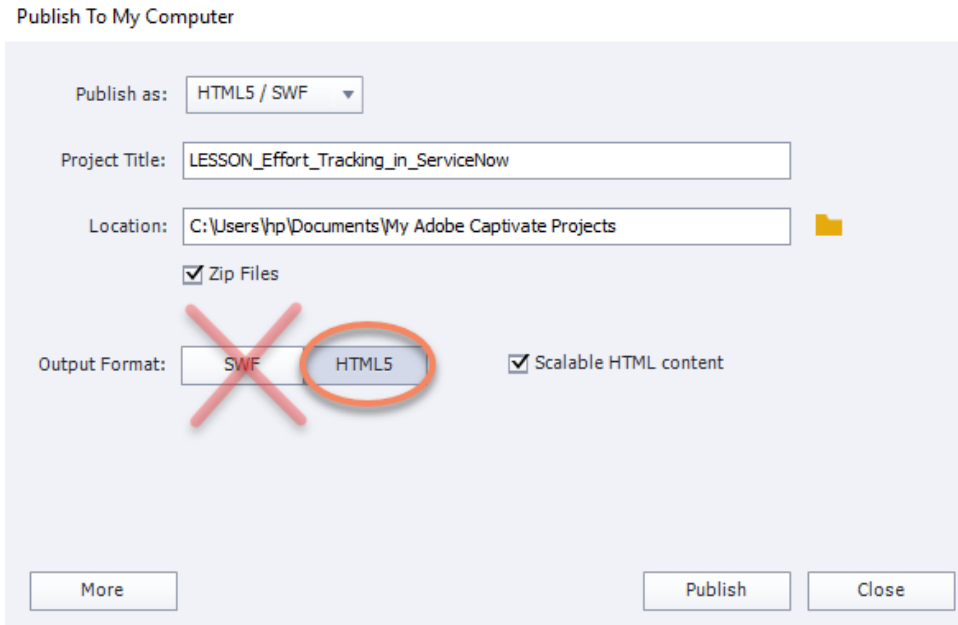 Publish To My Computer
Publish as: HTML5 / SWF
Project Title: LESSON_Effort_Tracking_in_ServiceNow
Location: C:\Users\hp\Documents\My Adobe Captivate Projects
Zip Files
Output Format: SWF HTML5 Scalable HTML content
More Publish Close